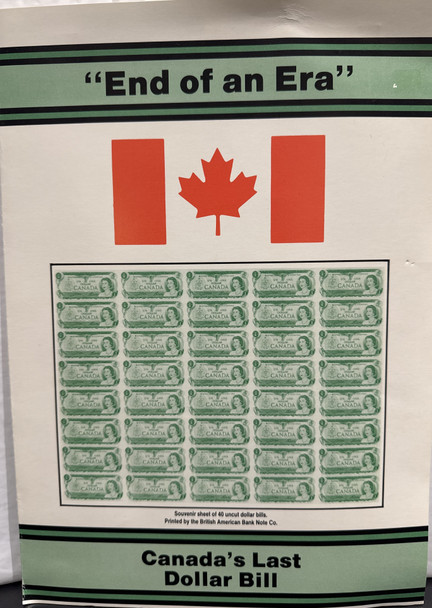 “End of an Era”
Souvenir sheet of 40 uncut dollar bills.
Printed by the British American Bank Note Co.
Canada's Last
Dollar Bill